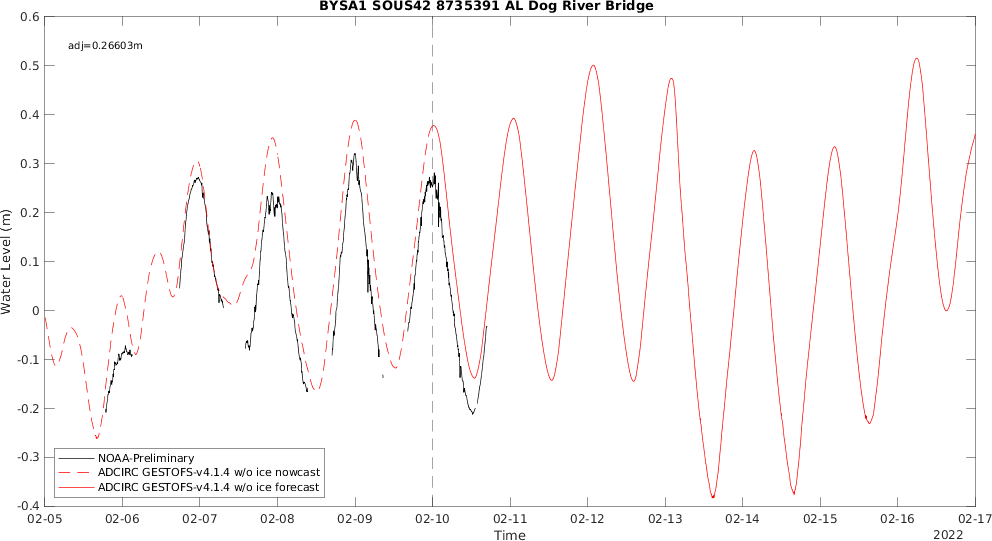 BYSA1 SOUS42 8735391 AL Dog River Bridge
adj=0.26603m
Water Level (m)
0.6
0.5
0.4
0.3
0.2
0.1
0
-0.1
-0.2
-0.3
-0.4
NOAA-Preliminary
ADCIRC GESTOFS-v4.1.4 w/o ice nowcast
ADCIRC GESTOFS-v4.1.4 w/o ice forecast
02-05 02-06 02-07 02-08 02-09 02-10 02-11 02-12 02-13 02-14 02-15 02-16 02-17
Time
2022